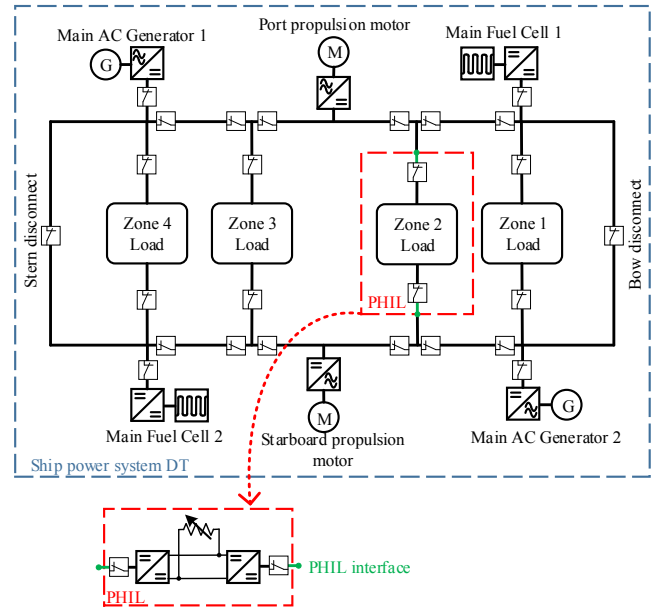 Main AC Generator 1
Port propulsion motor
Main Fuel Cell 1
G
M
Stern disconnect
Zone 4
Load
Zone 3
Load
Zone 2
Load
Zone 1
Load
Bow disconnect
PHIL
Main Fuel Cell 2
M
Starboard propulsion
motor
G
Main AC Generator 2
Ship power system DT
PHIL interface
PHIL